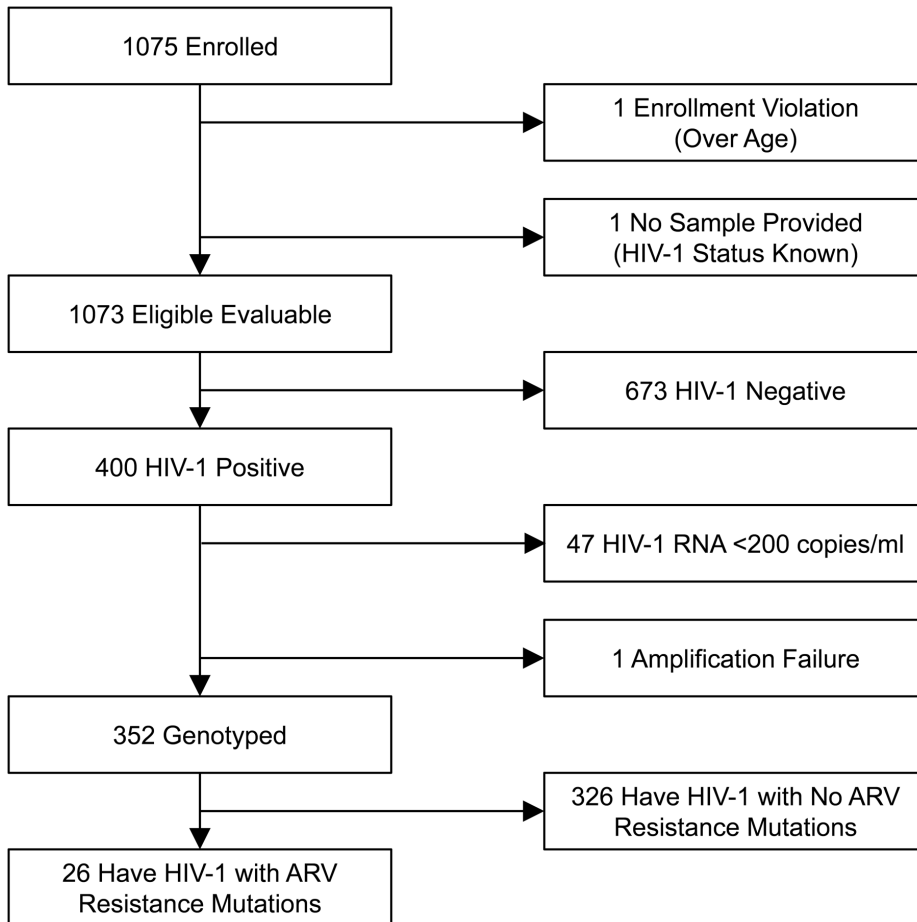 1075 Enrolled
1 Enrollment Violation
(Over Age)
1 No Sample Provided
(HIV-1 Status Known)
1073 Eligible Evaluable
673 HIV-1 Negative
400 HIV-1 Positive
47 HIV-1 RNA <200 copies/ml
1 Amplification Failure
352 Genotyped
326 Have HIV-1 with No ARV
Resistance Mutations
26 Have HIV-1 with ARV
Resistance Mutations